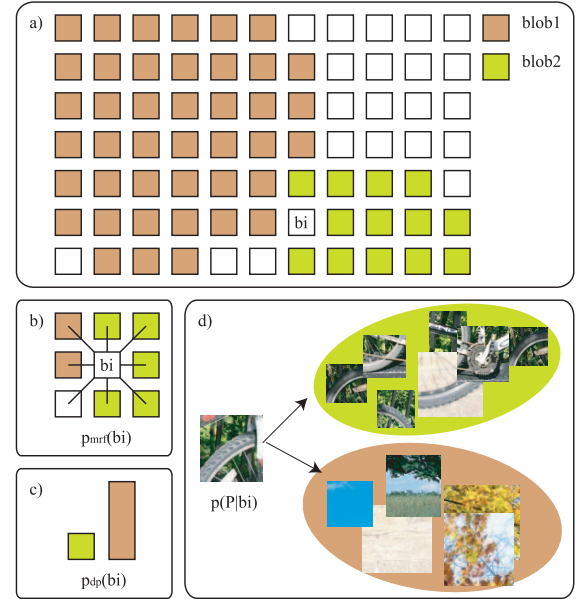 a)
blob1
blob2
bi
b)
bi
pmrf(bi)
c)
pdp(bi)
d)
p(P|bi)